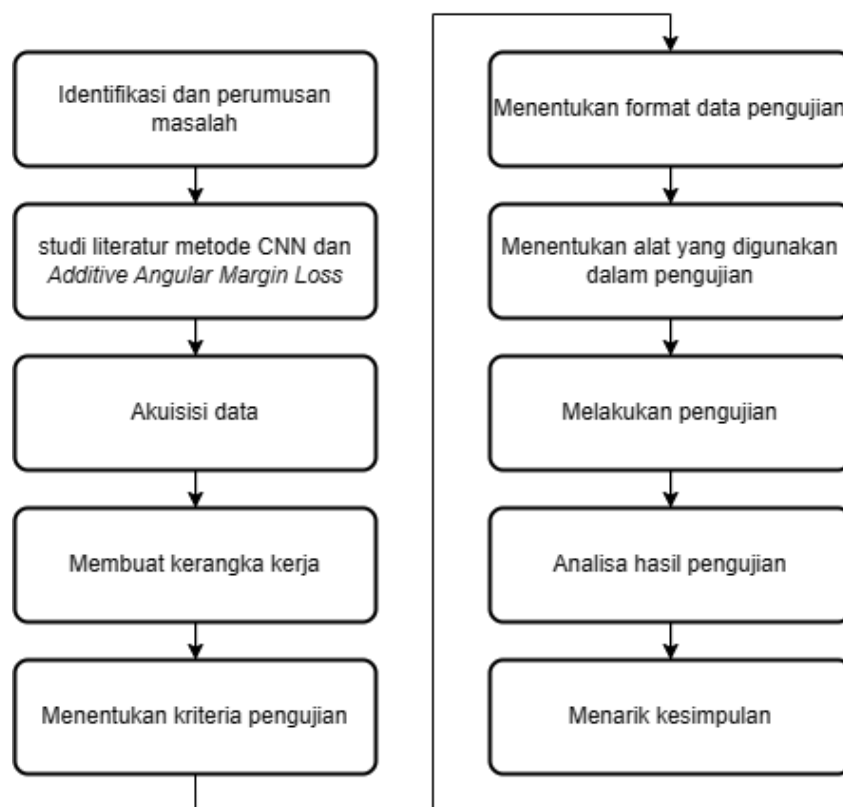 Identifikasi dan perumusan
masalah
studi literatur metode CNN dan
Additive Angular Margin Loss
Akuisisi data
Membuat kerangka kerja
Menentukan kriteria pengujian
Menentukan format data pengujian
Menentukan alat yang digunakan
dalam pengujian
Melakukan pengujian
Analisa hasil pengujian
Menarik kesimpulan